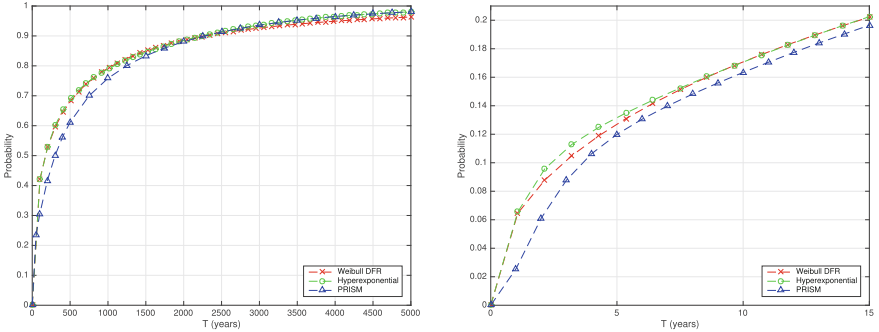 1
0.9
0.8
0.7
0.6
0.5
0.4
0.3
0.2
0.1
0
Probability
0 500 1000 1500 2000 2500 3000 3500 4000 4500 5000
T (years)
Weibull DFR
Hyperexponential
PRISM
0.2
0.18
0.16
0.14
0.12
0.1
0.08
0.06
0.04
0.02
0
Probability
0 5 10 15
T (years)
Weibull DFR
Hyperexponential
PRISM